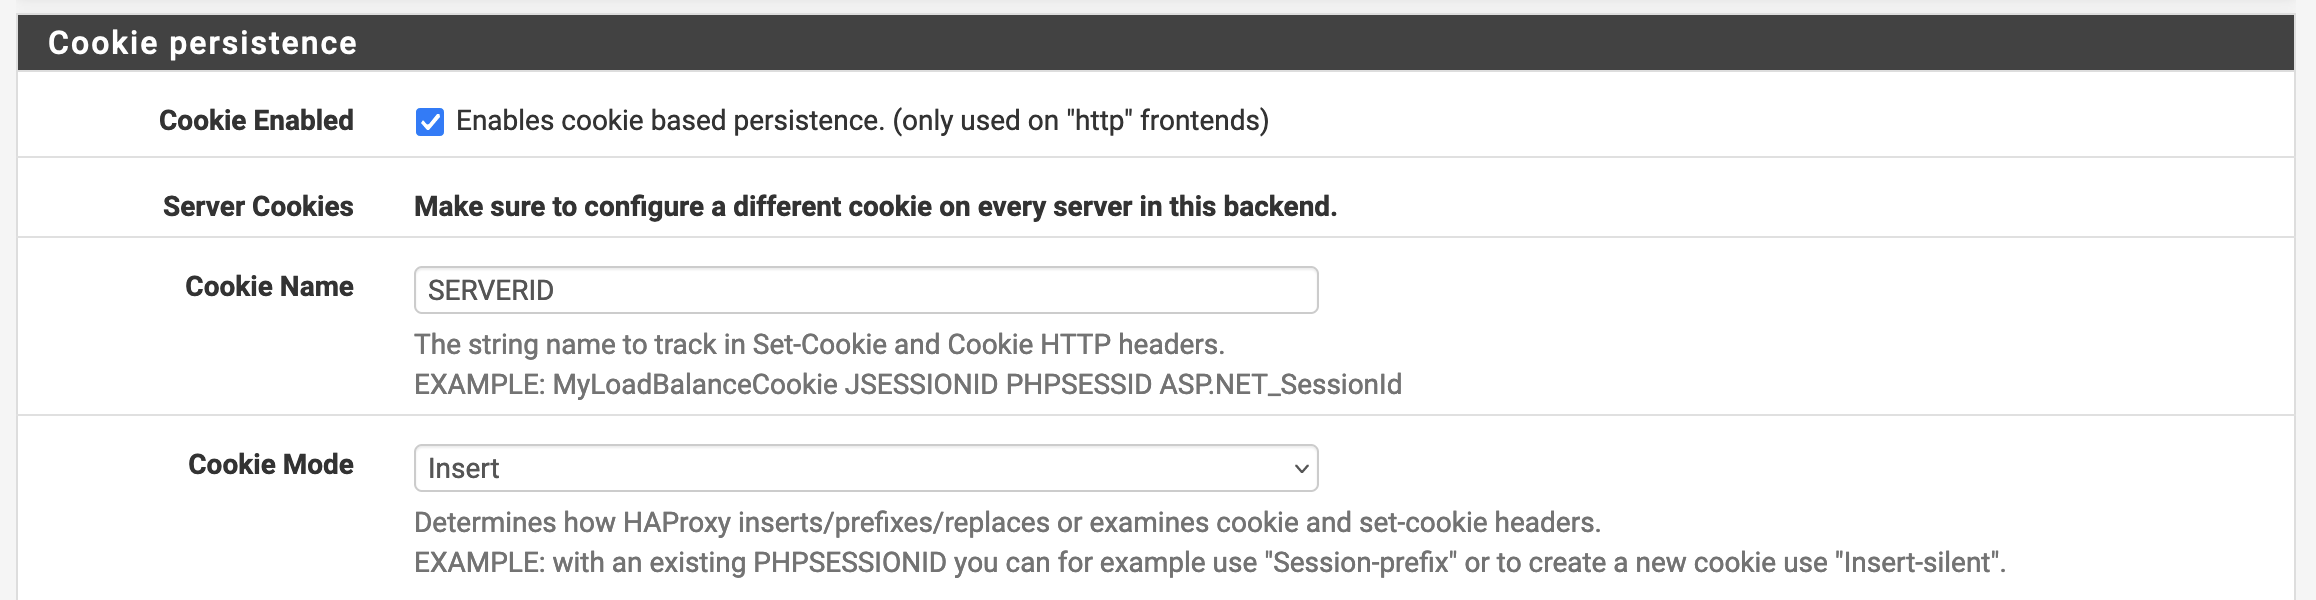 Cookie persistence
Cookie Enabled
Enables cookie based persistence. (only used on "http" frontends)
Server Cookies
Make sure to configure a different cookie on every server in this backend.
Cookie Name
SERVERID
The string name to track in Set-Cookie and Cookie HTTP headers.
EXAMPLE: MyLoadBalanceCookie JSESSIONID PHPSESSID ASP.NET_SessionId
Cookie Mode
Insert
Determines how HAProxy inserts/prefixes/replaces or examines cookie and set-cookie headers.
EXAMPLE: with an existing PHPSESSIONID you can for example use "Session-prefix" or to create a new cookie use "Insert-silent".